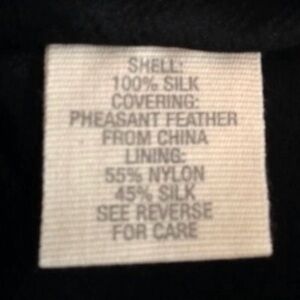 SHELL:
100% SILK
COVERING:
PHEASANT FEATHER
FROM CHINA
LINING:
55% NYLON
45% SILK
SEE REVERSE
FOR CARE